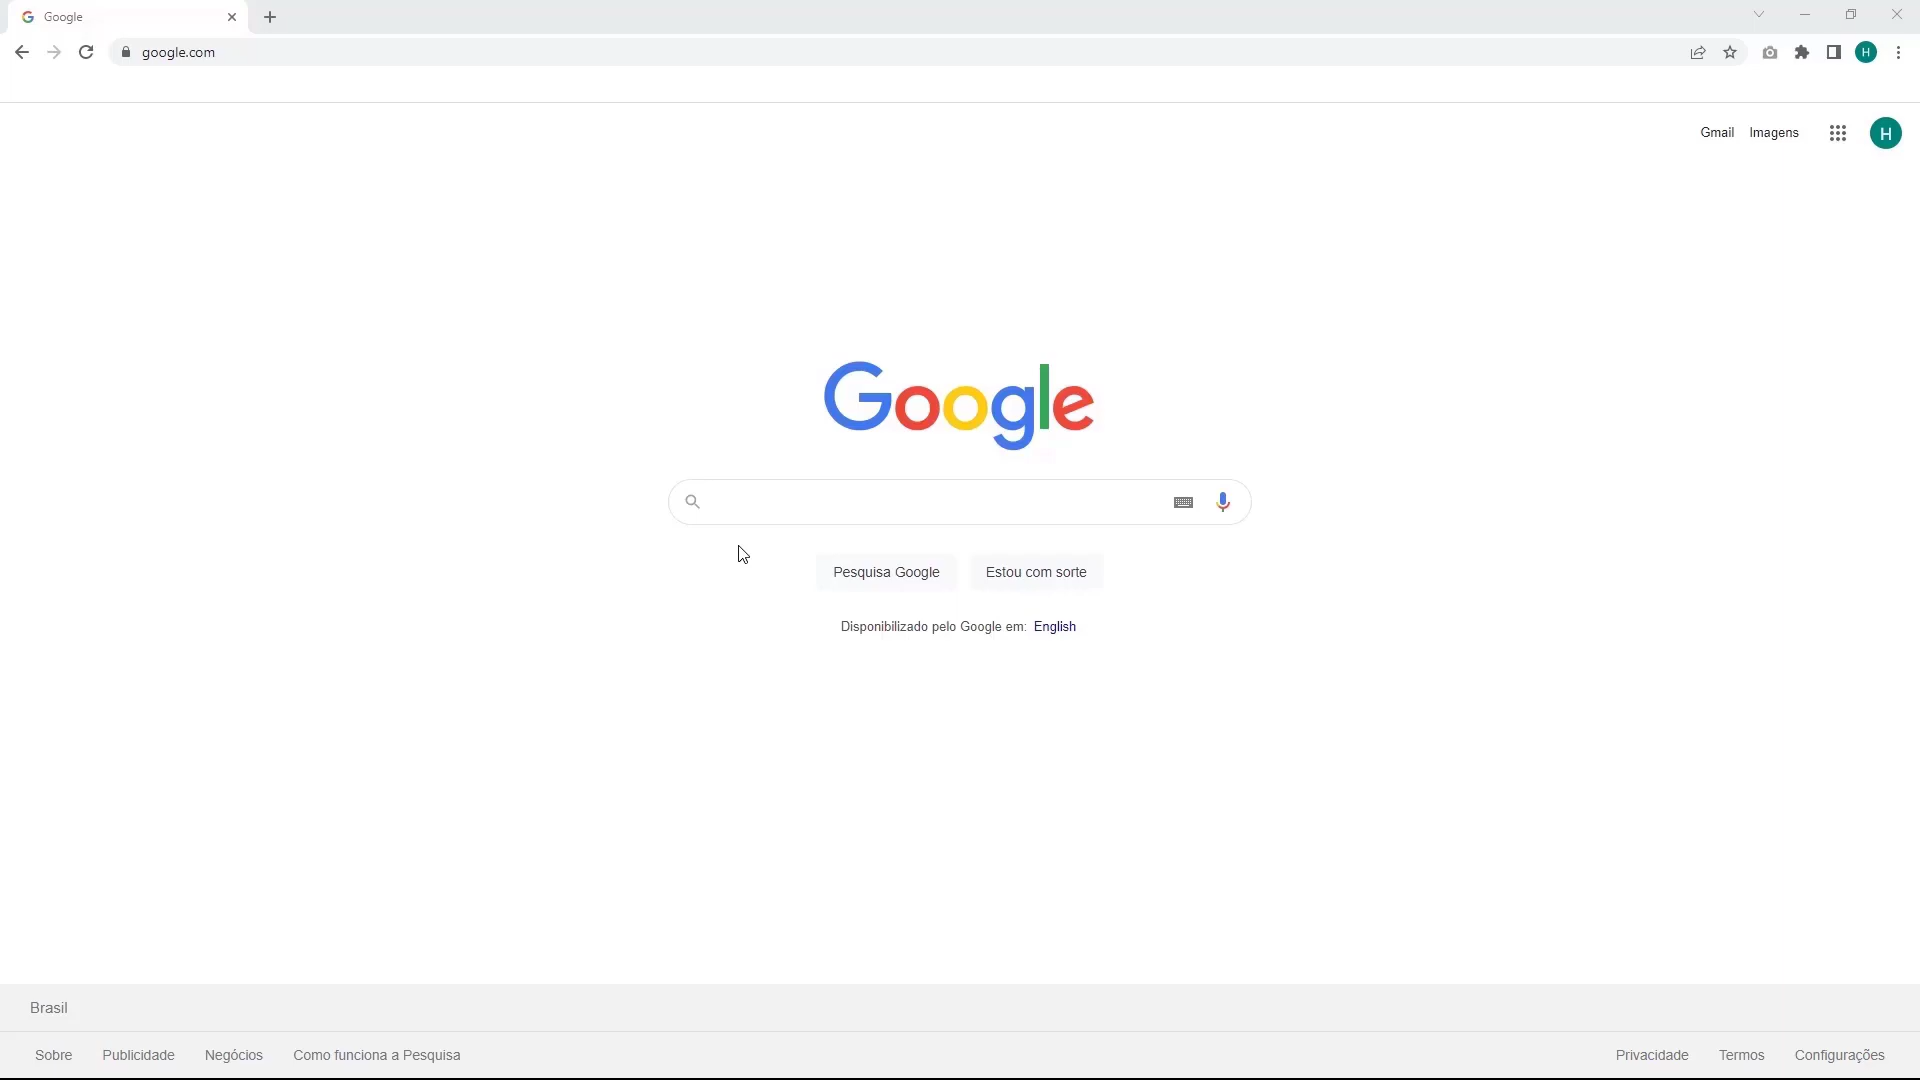 Google
google.com
H
Gmail Imagens
H
Google
Pesquisa Google Estou com sorte
Disponibilizado pelo Google em: English
Brasil
Sobre Publicidade Negócios Como funciona a Pesquisa Privacidade Termos Configurações